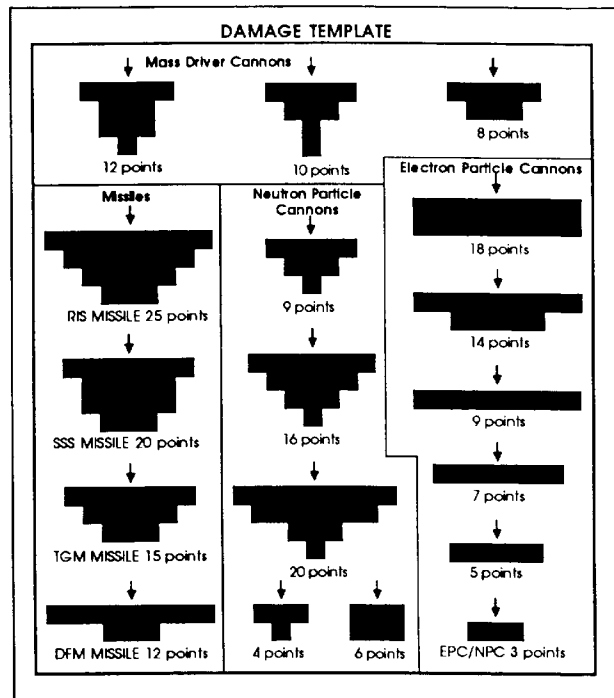 DAMAGE TEMPLATE
Mass Driver Cannons
12 points
10 points
8 points
Missiles
RIS MISSILE 25 points
SSS MISSILE 20 points
TGM MISSILE 15 points
DFM MISSILE 12 points
Neutron Particle
Cannons
9 points
16 points
20 points
4 points
6 points
Electron Particle Cannons
18 points
14 points
9 points
7 points
5 points
EPC/NPC 3 points